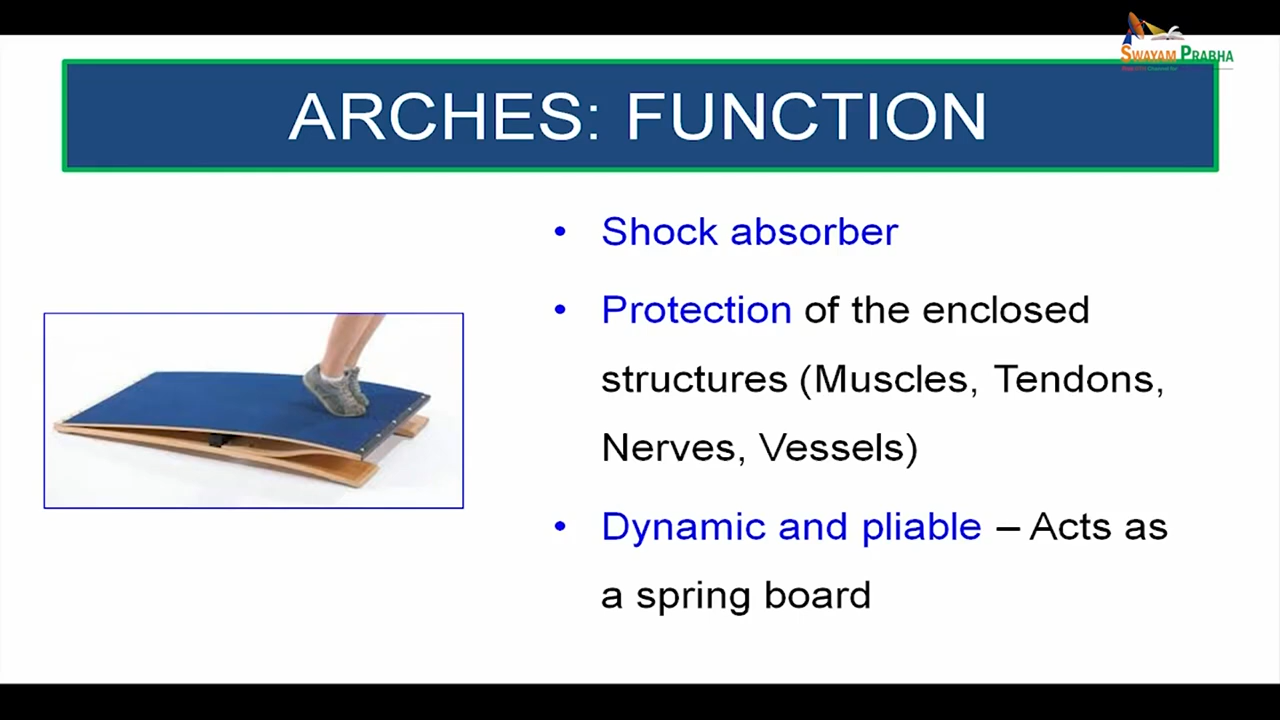 SWAYAM PRABHA
ARCHES: FUNCTION
• Shock absorber
• Protection of the enclosed
structures (Muscles, Tendons,
Nerves, Vessels)
• Dynamic and pliable – Acts as
a spring board